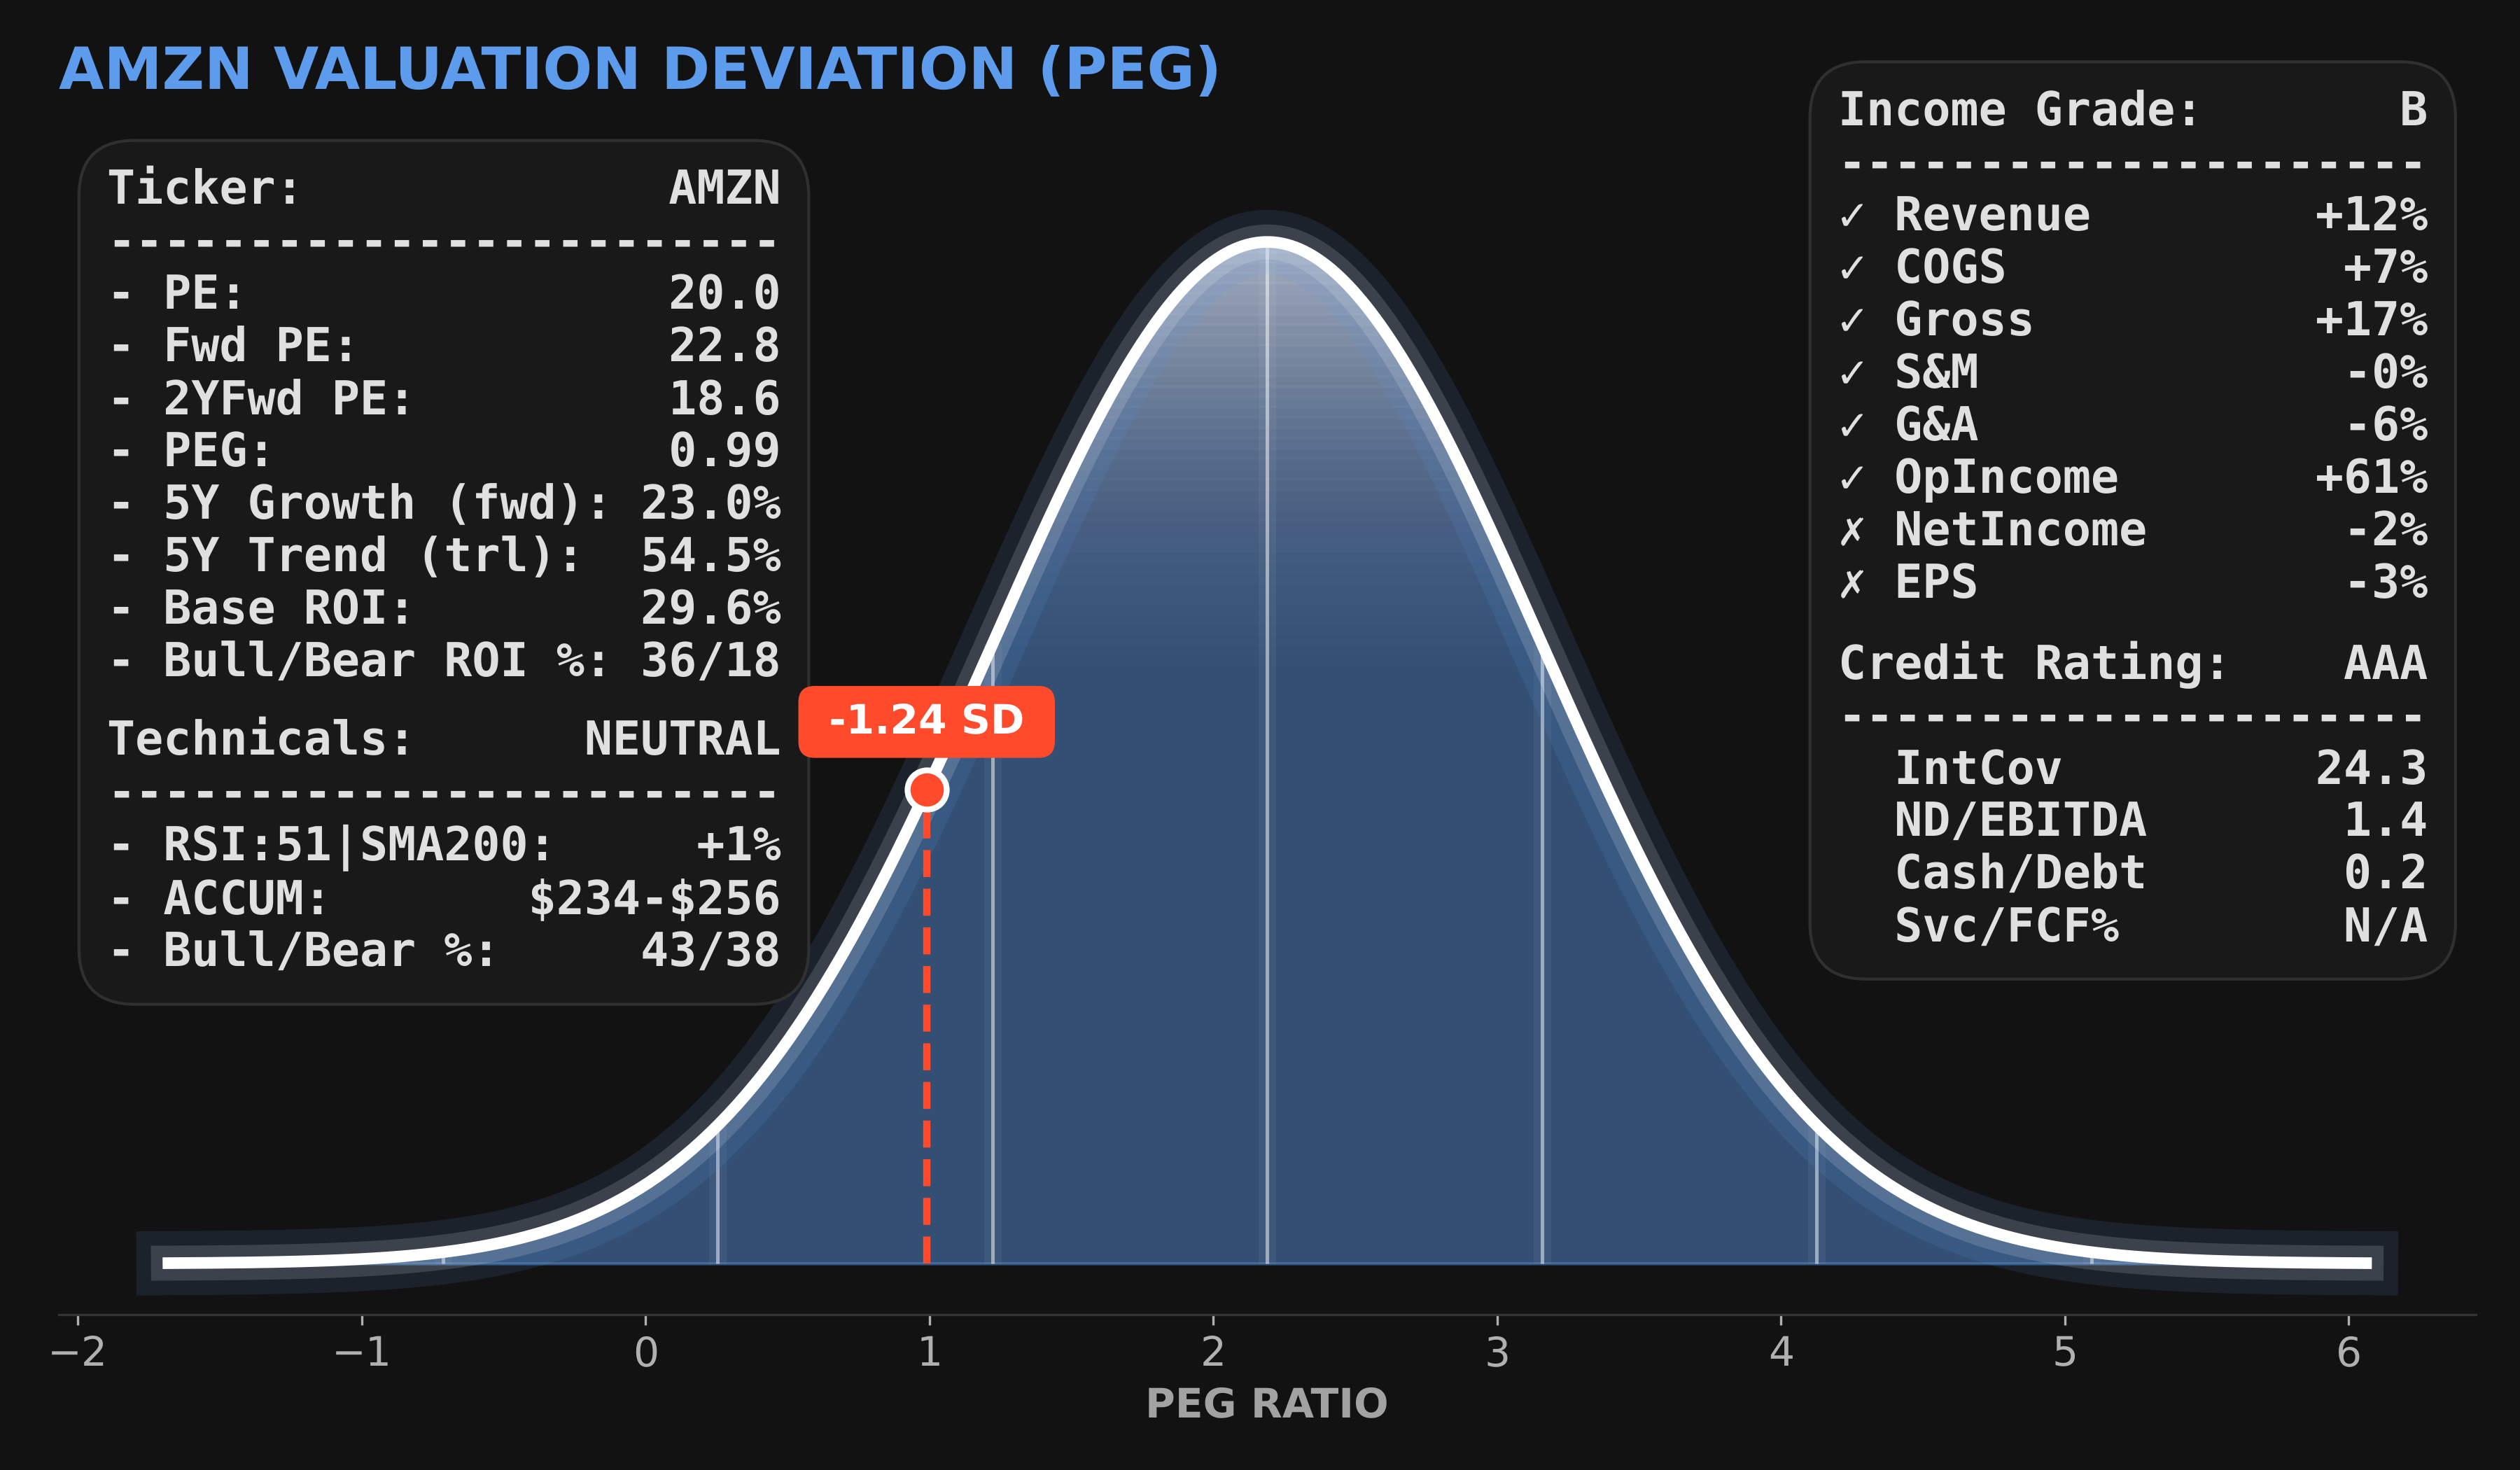 AMZN VALUATION DEVIATION (PEG)
Ticker: AMZN
------------------------
- PE: 20.0
- Fwd PE: 22.8
- 2YFwd PE: 18.6
- PEG: 0.99
- 5Y Growth (fwd): 23.0%
- 5Y Trend (trl): 54.5%
- Base ROI: 29.6%
- Bull/Bear ROI %: 36/18
Technicals: NEUTRAL
------------------------
- RSI:51|SMA200: +1%
- ACCUM: $234-$256
- Bull/Bear %: 43/38
-1.24 SD
Income Grade: B
---------------------
✓ Revenue +12%
✓ COGS +7%
✓ Gross +17%
✓ S&M -0%
✓ G&A -6%
✓ OpIncome +61%
✗ NetIncome -2%
✗ EPS -3%
Credit Rating: AAA
---------------------
IntCov 24.3
ND/EBITDA 1.4
Cash/Debt 0.2
Svc/FCF% N/A
−2 −1 0 1 2 3 4 5 6
PEG RATIO